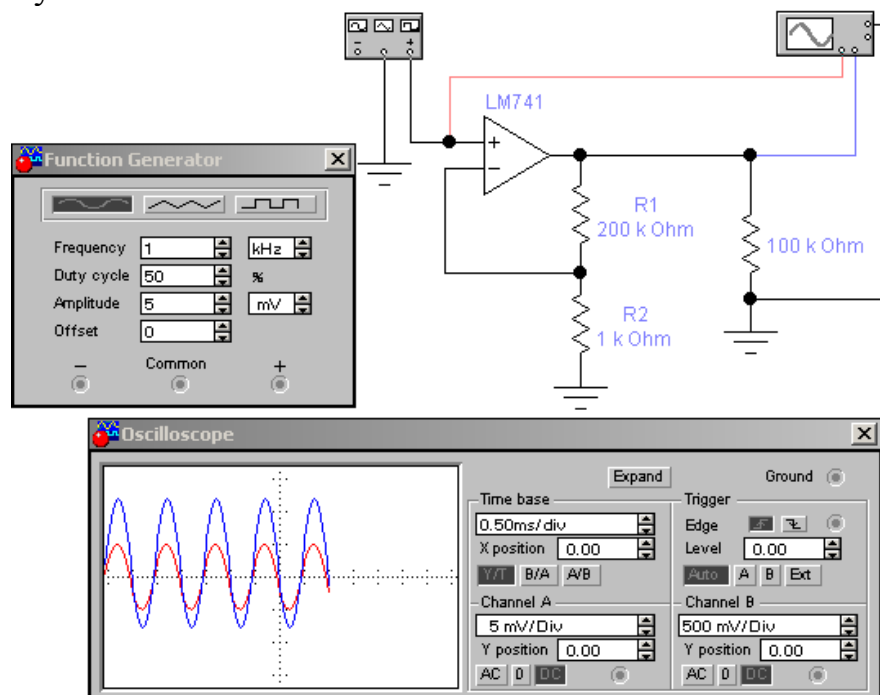 LM741
+
−
− +
R1
200 k Ohm
100 k Ohm
R2
1 k Ohm
Function Generator
Frequency 1 kHz
Duty cycle 50 %
Amplitude 5 mV
Offset 0
− Common +
Oscilloscope
Expand Ground
Time base
0.50ms/div
X position 0.00
Y/T B/A A/B
Trigger
Edge
Level 0.00
Auto A B Ext
Channel A
5 mV/Div
Y position 0.00
AC 0 DC
Channel B
500 mV/Div
Y position 0.00
AC 0 DC